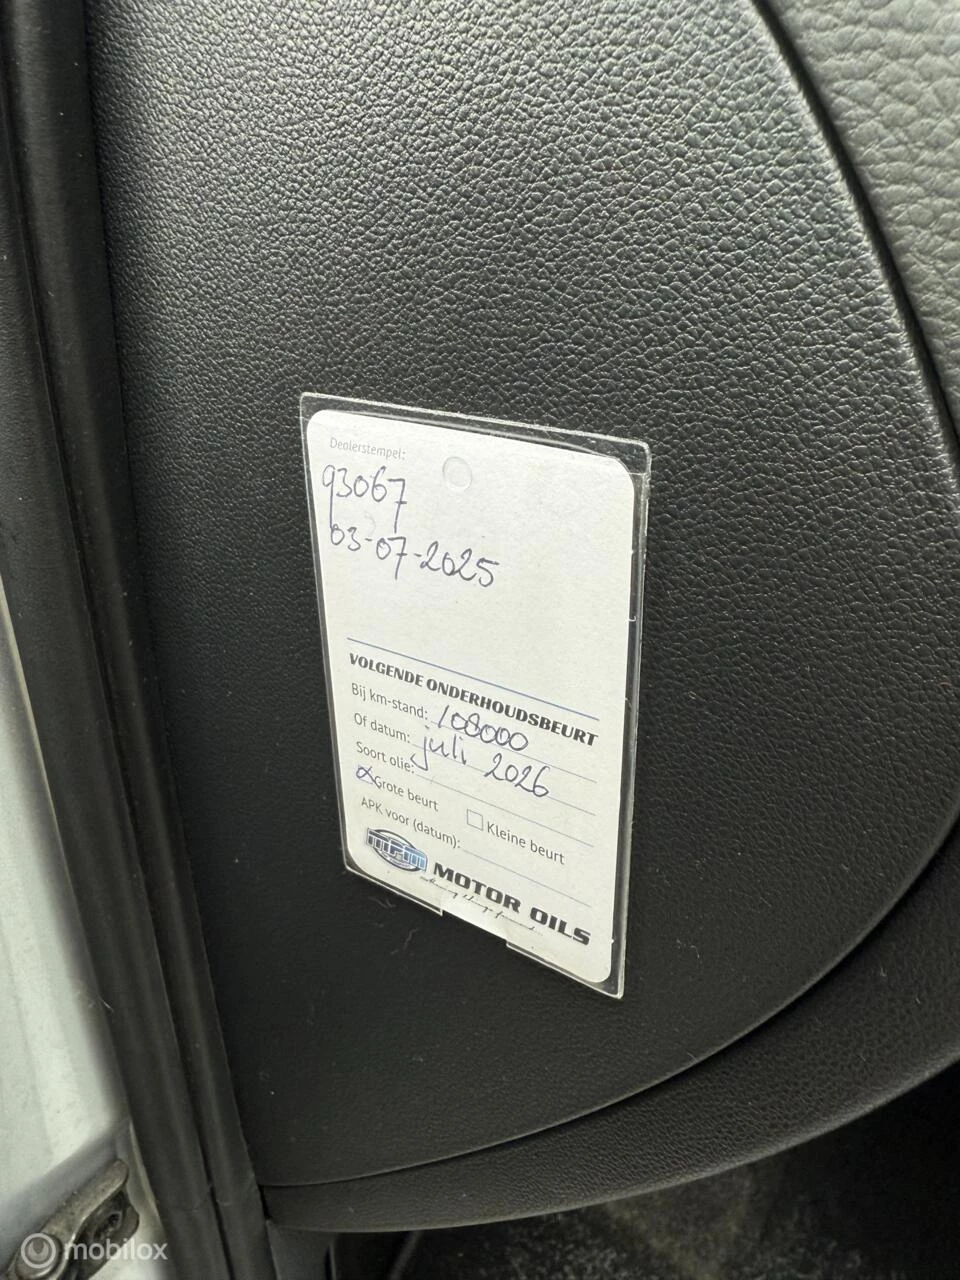 Dealerstempel:
93067
03-07-2025
VOLGENDE ONDERHOUDSBEURT
Bij km-stand: 108000
Of datum: juli 2026
Soort olie:
Grote beurt
Kleine beurt
APK voor (datum):
MPM MOTOR OILS
mobilox